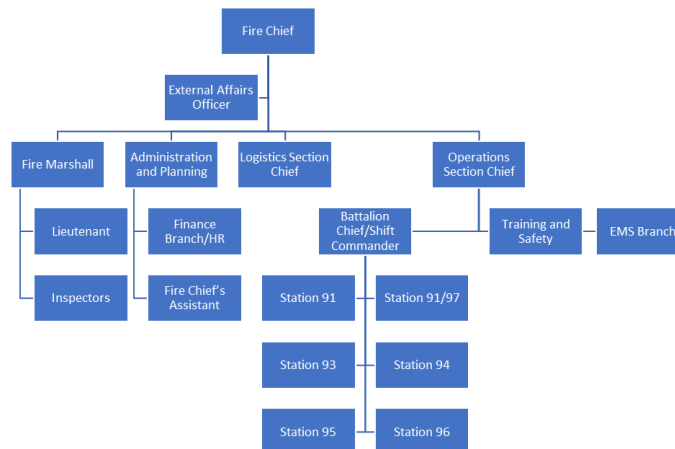 Fire Chief
External Affairs
Officer
Fire Marshall
Administration
and Planning
Logistics Section
Chief
Operations
Section Chief
Lieutenant
Finance
Branch/HR
Battalion
Chief/Shift
Commander
Training and
Safety
EMS Branch
Inspectors
Fire Chief's
Assistant
Station 91
Station 91/97
Station 93
Station 94
Station 95
Station 96